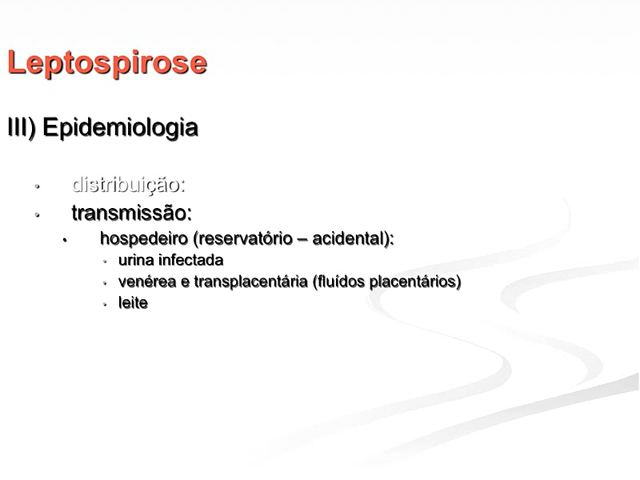 Leptospirose
III) Epidemiologia
• distribuição:
• transmissão:
• hospedeiro (reservatório – acidental):
• urina infectada
• venérea e transplacentária (fluídos placentários)
• leite